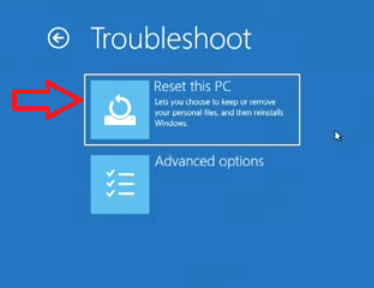 Troubleshoot
Reset this PC
Lets you choose to keep or remove
your personal files, and then reinstalls
Windows.
Advanced options